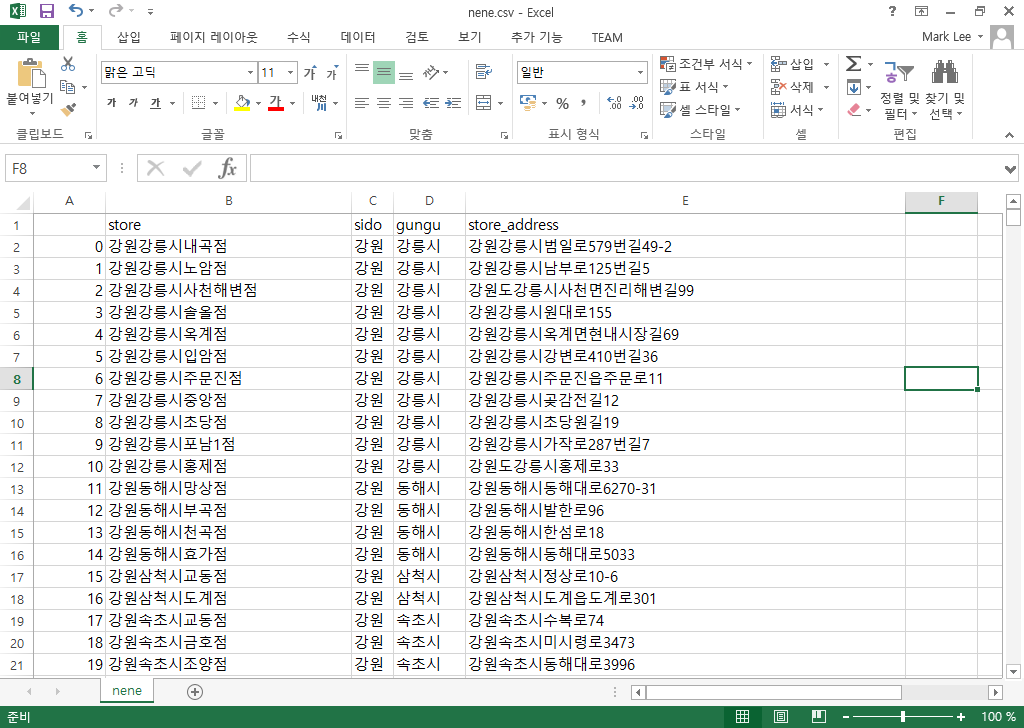 nene.csv - Excel
파일 홈 삽입 페이지 레이아웃 수식 데이터 검토 보기 추가 기능 TEAM Mark Lee
붙여넣기
맑은 고딕 11 가 가
가 가 가 가 내천
일반
% ,
조건부 서식
표 서식
셀 스타일
삽입
삭제
서식
정렬 및 필터
찾기 및 선택
클립보드 글꼴 맞춤 표시 형식 스타일 셀 편집
F8 fx
A B C D E F
1 store sido gungu store_address
2 0 강원강릉시내곡점 강원 강릉시 강원강릉시범일로579번길49-2
3 1 강원강릉시노암점 강원 강릉시 강원강릉시남부로125번길5
4 2 강원강릉시사천해변점 강원 강릉시 강원도강릉시사천면진리해변길99
5 3 강원강릉시솔올점 강원 강릉시 강원강릉시원대로155
6 4 강원강릉시옥계점 강원 강릉시 강원강릉시옥계면현내시장길69
7 5 강원강릉시입암점 강원 강릉시 강원강릉시강변로410번길36
8 6 강원강릉시주문진점 강원 강릉시 강원강릉시주문진읍주문로11
9 7 강원강릉시중앙점 강원 강릉시 강원강릉시곶감전길12
10 8 강원강릉시초당점 강원 강릉시 강원강릉시초당원길19
11 9 강원강릉시포남1점 강원 강릉시 강원강릉시가작로287번길7
12 10 강원강릉시홍제점 강원 강릉시 강원도강릉시홍제로33
13 11 강원동해시망상점 강원 동해시 강원동해시동해대로6270-31
14 12 강원동해시부곡점 강원 동해시 강원동해시발한로96
15 13 강원동해시천곡점 강원 동해시 강원동해시한섬로18
16 14 강원동해시효가점 강원 동해시 강원동해시동해대로5033
17 15 강원삼척시교동점 강원 삼척시 강원삼척시정상로10-6
18 16 강원삼척시도계점 강원 삼척시 강원삼척시도계읍도계로301
19 17 강원속초시교동점 강원 속초시 강원속초시수복로74
20 18 강원속초시금호점 강원 속초시 강원속초시미시령로3473
21 19 강원속초시조양점 강원 속초시 강원속초시동해대로3996
nene
준비 100 %